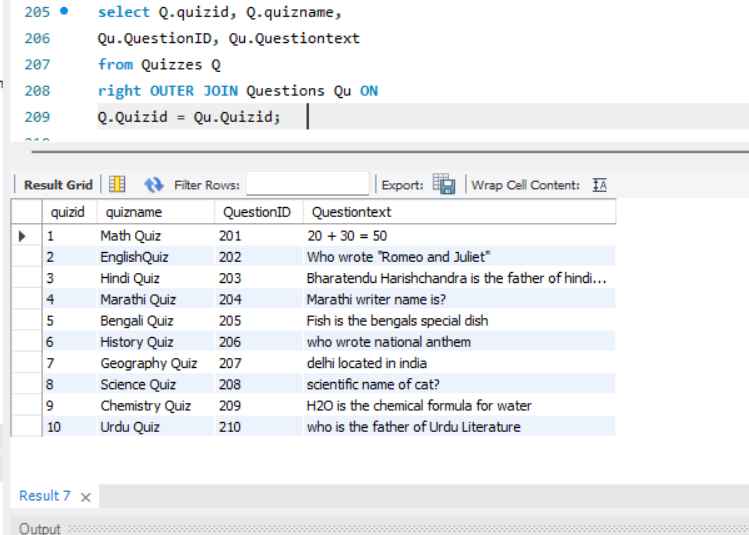 205 select Q.quizid, Q.quizname,
206 Qu.QuestionID, Qu.Questiontext
207 from Quizzes Q
208 right OUTER JOIN Questions Qu ON
209 Q.Quizid = Qu.Quizid;
Result Grid Filter Rows: Export: Wrap Cell Content: IA
quizid quizname QuestionID Questiontext
1 Math Quiz 201 20 + 30 = 50
2 EnglishQuiz 202 Who wrote "Romeo and Juliet"
3 Hindi Quiz 203 Bharatendu Harishchandra is the father of hindi...
4 Marathi Quiz 204 Marathi writer name is?
5 Bengali Quiz 205 Fish is the bengals special dish
6 History Quiz 206 who wrote national anthem
7 Geography Quiz 207 delhi located in india
8 Science Quiz 208 scientific name of cat?
9 Chemistry Quiz 209 H2O is the chemical formula for water
10 Urdu Quiz 210 who is the father of Urdu Literature
Result 7 ×
Output